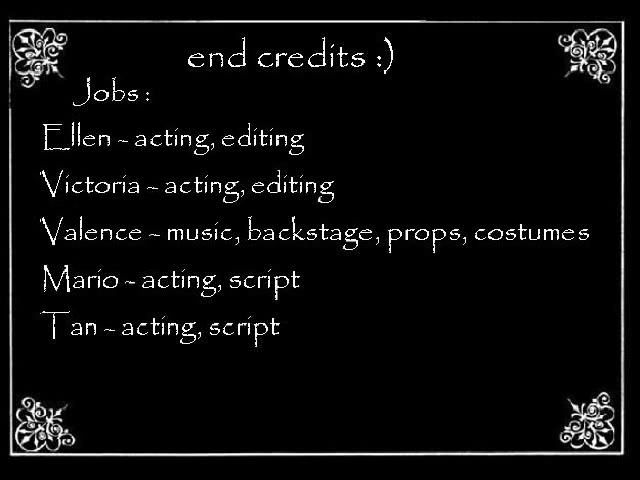 end credits :)
Jobs :
Ellen - acting, editing
Victoria - acting, editing
Valence - music, backstage, props, costumes
Mario - acting, script
Tan - acting, script